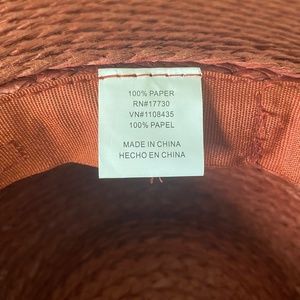 100% PAPER
RN#17730
VN#1108435
100% PAPEL
MADE IN CHINA
HECHO EN CHINA